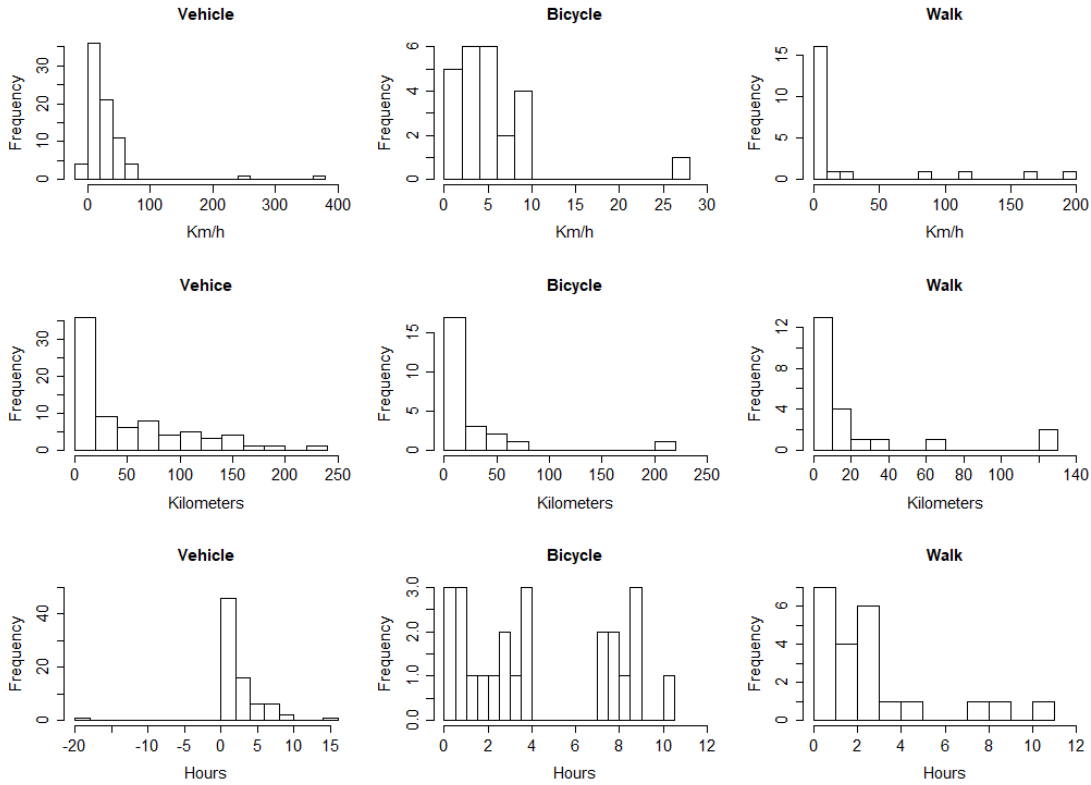 Vehicle Bicycle Walk
Frequency 0 10 20 30 Frequency 0 2 4 6 Frequency 0 5 10 15
0 100 200 300 400 0 5 10 15 20 25 30 0 50 100 150 200
Km/h Km/h Km/h
Vehice Bicycle Walk
Frequency 0 10 20 30 Frequency 0 5 10 15 Frequency 0 4 8 12
0 50 100 150 200 250 0 50 100 150 200 250 0 20 40 60 100 140
Kilometers Kilometers Kilometers
Vehicle Bicycle Walk
Frequency 0 20 40 Frequency 0.0 1.0 2.0 3.0 Frequency 0 2 4 6
-20 -10 -5 0 5 10 15 0 2 4 6 8 10 12 0 2 4 6 8 10 12
Hours Hours Hours